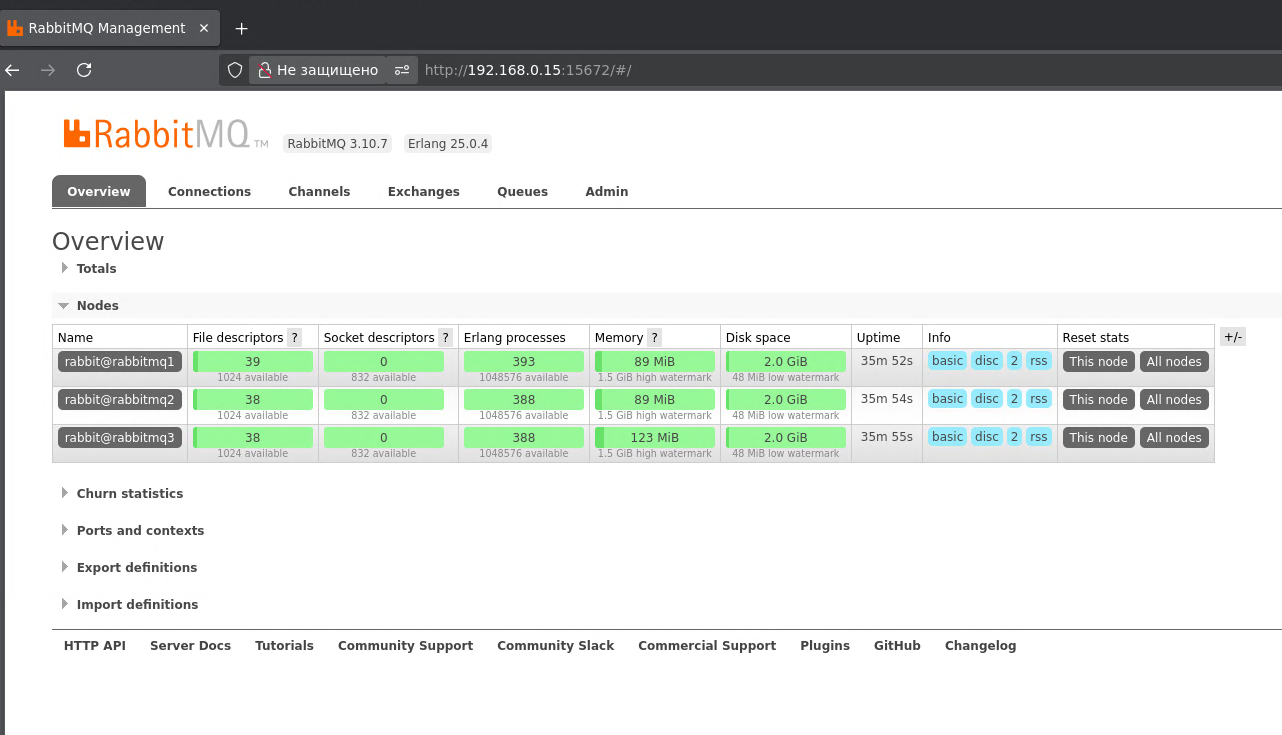 RabbitMQ Management
Не защищено http://192.168.0.15:15672/#/
RabbitMQ TM RabbitMQ 3.10.7 Erlang 25.0.4
Overview Connections Channels Exchanges Queues Admin
Overview
Totals
Nodes
Name File descriptors ? Socket descriptors ? Erlang processes Memory ? Disk space Uptime Info Reset stats +/-
rabbit@rabbitmq1 39 0 393 89 MiB 2.0 GiB 35m 52s basic disc 2 rss This node All nodes
1024 available 832 available 1048576 available 1.5 GiB high watermark 48 MiB low watermark
rabbit@rabbitmq2 38 0 388 89 MiB 2.0 GiB 35m 54s basic disc 2 rss This node All nodes
1024 available 832 available 1048576 available 1.5 GiB high watermark 48 MiB low watermark
rabbit@rabbitmq3 38 0 388 123 MiB 2.0 GiB 35m 55s basic disc 2 rss This node All nodes
1024 available 832 available 1048576 available 1.5 GiB high watermark 48 MiB low watermark
Churn statistics
Ports and contexts
Export definitions
Import definitions
HTTP API Server Docs Tutorials Community Support Community Slack Commercial Support Plugins GitHub Changelog